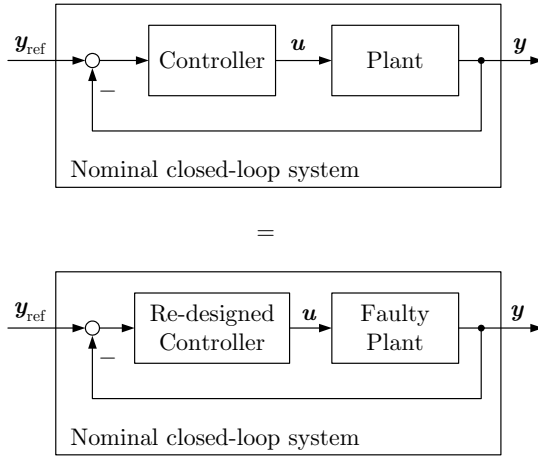 y_ref
Controller
u
Plant
y
−
Nominal closed-loop system
=
y_ref
Re-designed
Controller
u
Faulty
Plant
y
−
Nominal closed-loop system